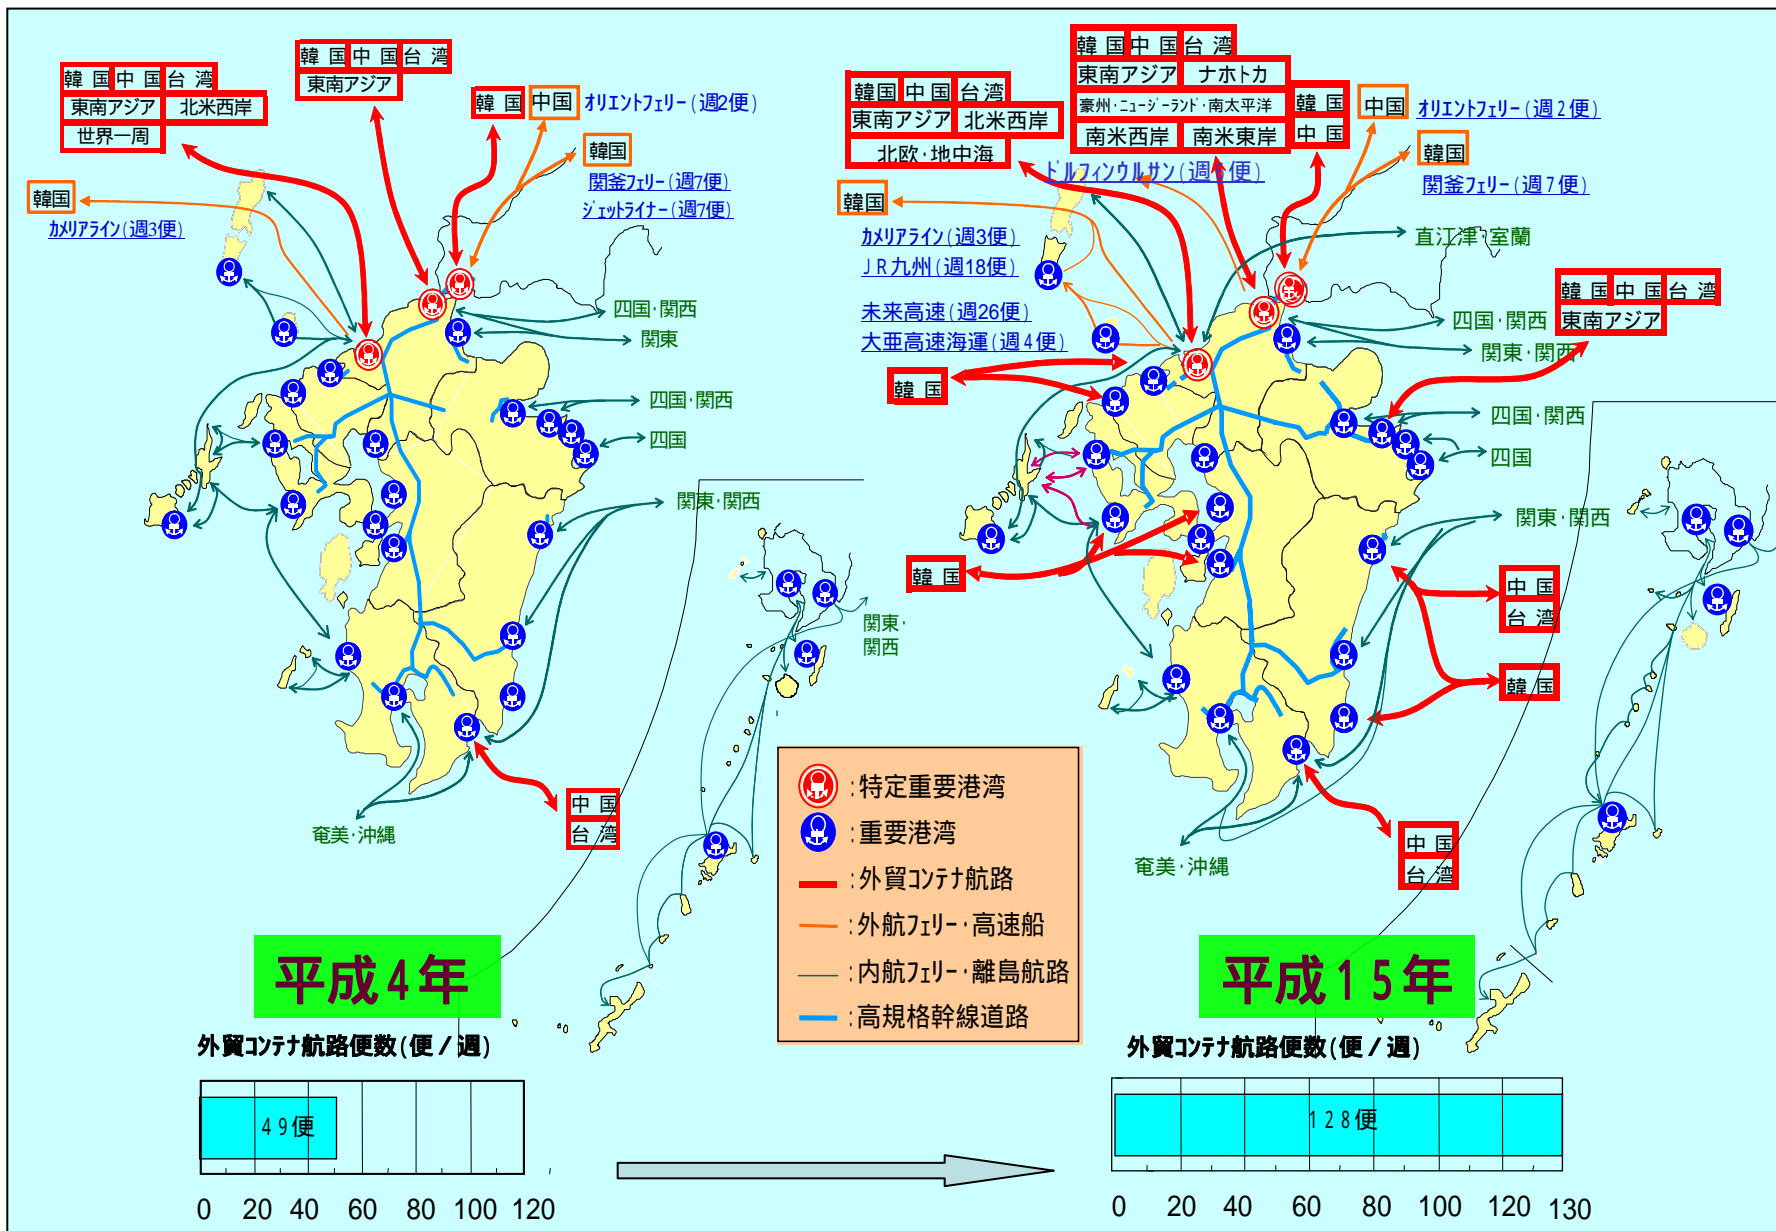 韓国 中国 台湾
東南アジア 北米西岸
世界一周
韓国 中国 台湾
東南アジア
韓国
中国
オリエントフェリー(週2便)
韓国
関釜フェリー(週7便)
ジェットライナー(週7便)
韓国
カメリアライン(週3便)
四国・関西
関東
四国・関西
四国
関東・関西
関東・
関西
中国
台湾
奄美・沖縄
平成4年
外貿コンテナ航路便数(便/週)
49便
0 20 40 60 80 100 120
:特定重要港湾
:重要港湾
:外貿コンテナ航路
:外航フェリー・高速船
:内航フェリー・離島航路
:高規格幹線道路
韓国 中国 台湾
東南アジア 北米西岸
北欧・地中海
韓国 中国 台湾
東南アジア ナホトカ
豪州・ニュージーランド・南太平洋
南米西岸 南米東岸
韓国
中国
中国
オリエントフェリー(週2便)
韓国
関釜フェリー(週7便)
ドルフィンウルサン(週 便)
韓国
カメリアライン(週3便)
JR九州(週18便)
未来高速(週26便)
大亜高速海運(週4便)
直江津・室蘭
韓国 中国 台湾
東南アジア
四国・関西
関東・関西
韓国
四国・関西
四国
関東・関西
韓国
中国
台湾
韓国
中国
台湾
奄美・沖縄
平成15年
外貿コンテナ航路便数(便/週)
128便
0 20 40 60 80 100 120 130